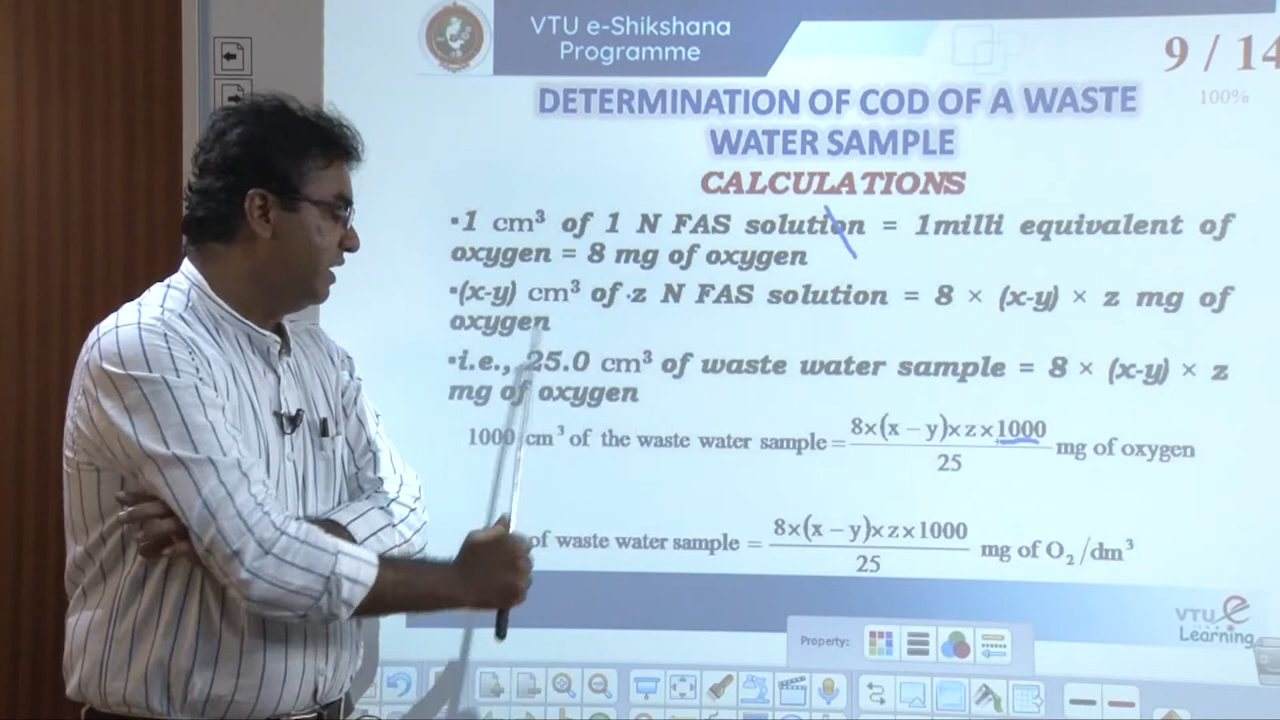 VTU e-Shikshana
Programme
9 / 14
100%
DETERMINATION OF COD OF A WASTE
WATER SAMPLE
CALCULATIONS
▪1 cm³ of 1 N FAS solution = 1milli equivalent of
oxygen = 8 mg of oxygen
▪(x-y) cm³ of z N FAS solution = 8 × (x-y) × z mg of
oxygen
▪i.e., 25.0 cm³ of waste water sample = 8 × (x-y) × z
mg of oxygen
1000 cm³ of the waste water sample = 8×(x – y)×z×1000 / 25 mg of oxygen
of waste water sample = 8×(x – y)×z×1000 / 25 mg of O₂/dm³
VTU e
Learning
Property: